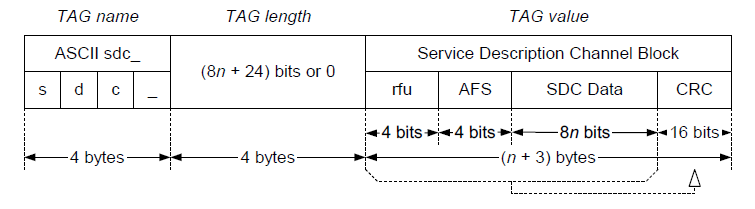 TAG name TAG length TAG value
ASCII sdc_ (8n + 24) bits or 0 Service Description Channel Block
s d c _ rfu AFS SDC Data CRC
4 bits 4 bits 8n bits 16 bits
4 bytes 4 bytes (n + 3) bytes